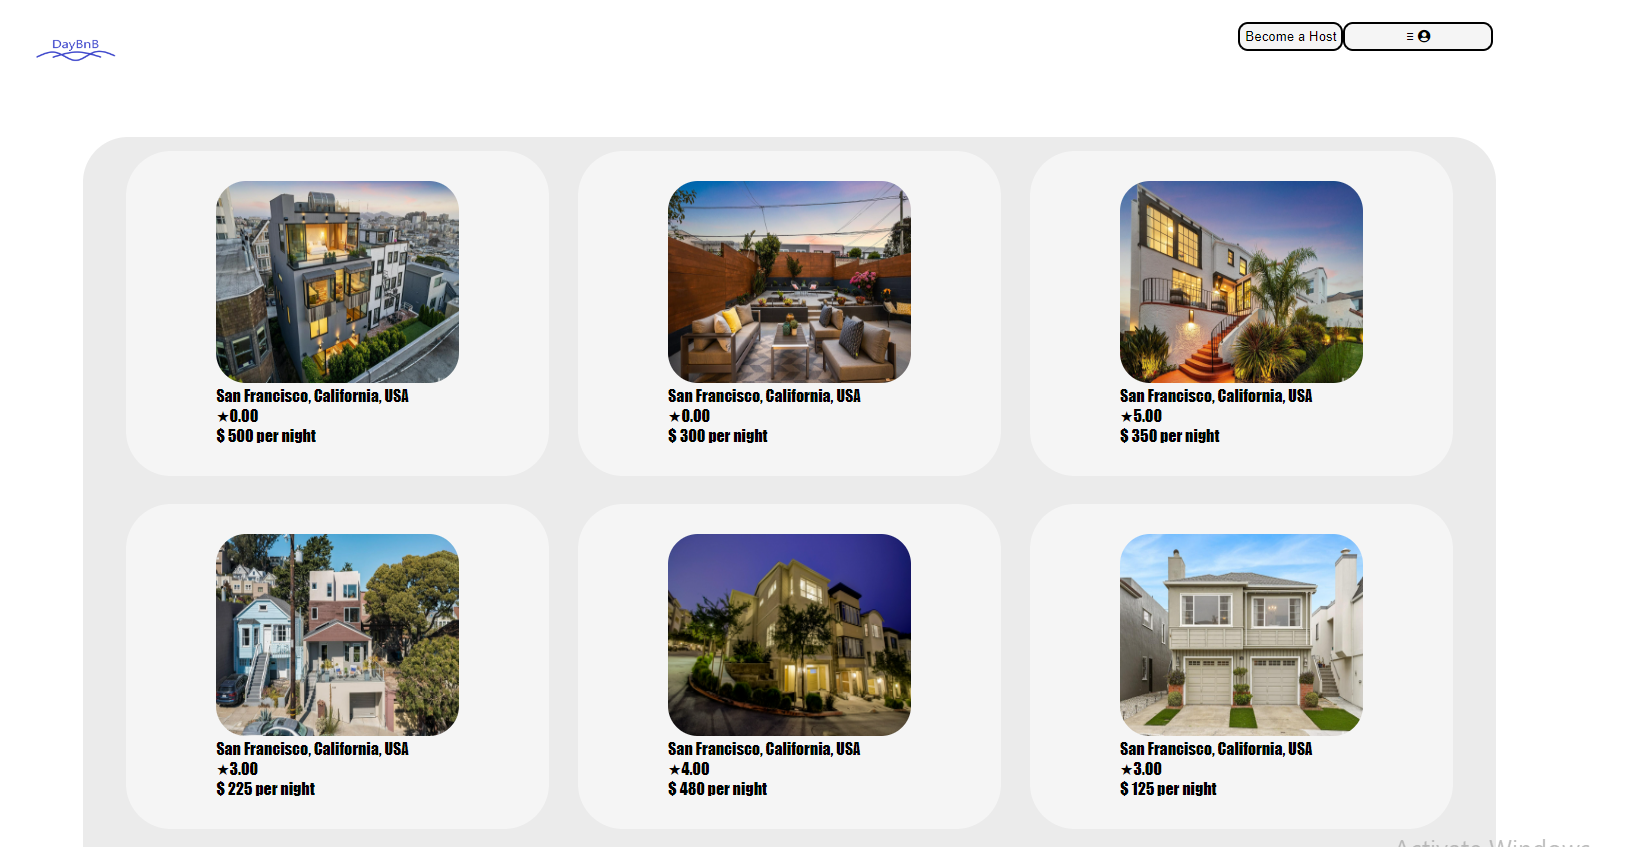 DayBnB
Become a Host
San Francisco, California, USA
★0.00
$ 500 per night
San Francisco, California, USA
★0.00
$ 300 per night
San Francisco, California, USA
★5.00
$ 350 per night
San Francisco, California, USA
★3.00
$ 225 per night
San Francisco, California, USA
★4.00
$ 480 per night
San Francisco, California, USA
★3.00
$ 125 per night
Activate Windows